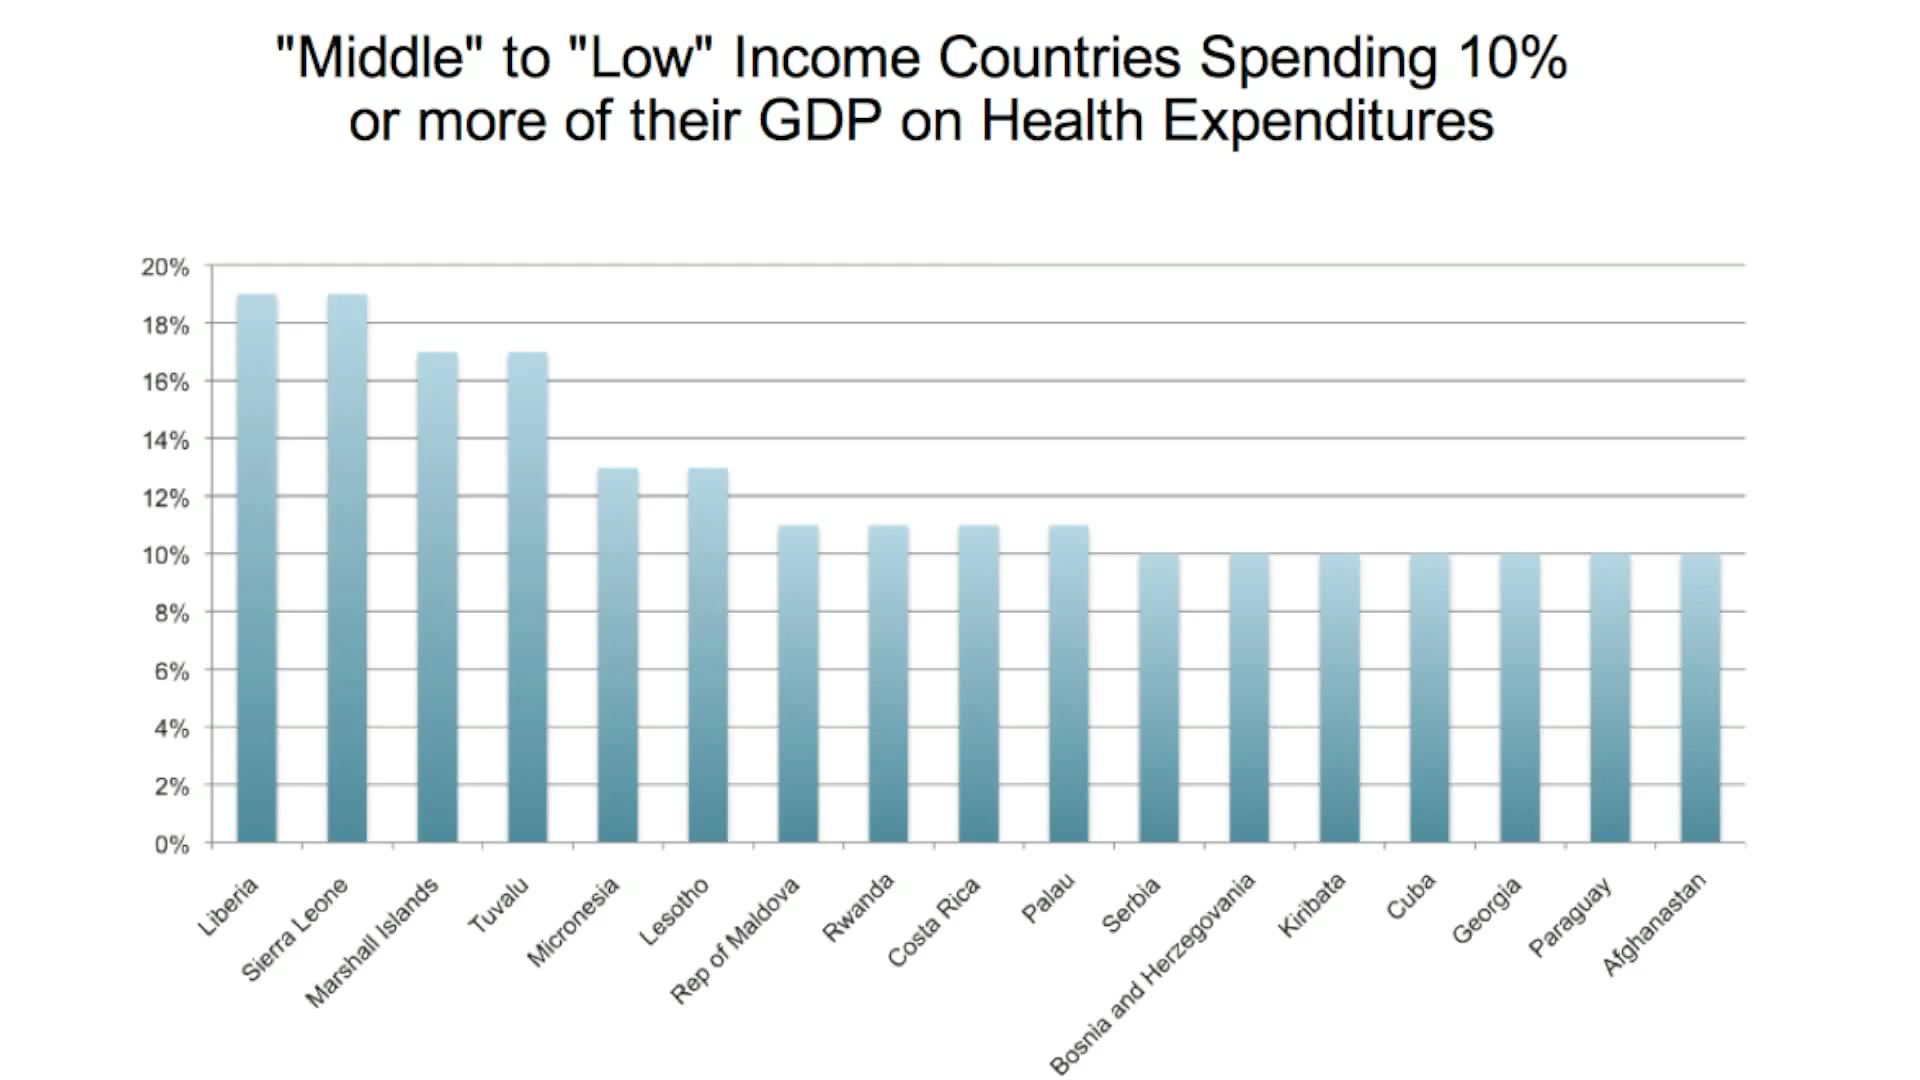 "Middle" to "Low" Income Countries Spending 10%
or more of their GDP on Health Expenditures
20%
18%
16%
14%
12%
10%
8%
6%
4%
2%
0%
Liberia
Sierra Leone
Marshall Islands
Tuvalu
Micronesia
Lesotho
Rep of Maldova
Rwanda
Costa Rica
Palau
Serbia
Bosnia and Herzegovania
Kiribata
Cuba
Georgia
Paraguay
Afghanastan